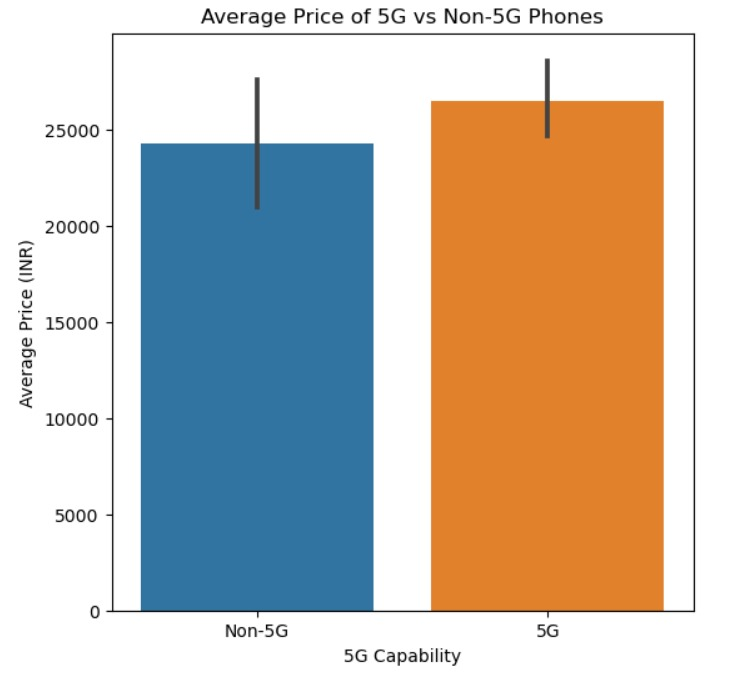 Average Price of 5G vs Non-5G Phones
Average Price (INR)
25000
20000
15000
10000
5000
0
Non-5G 5G
5G Capability